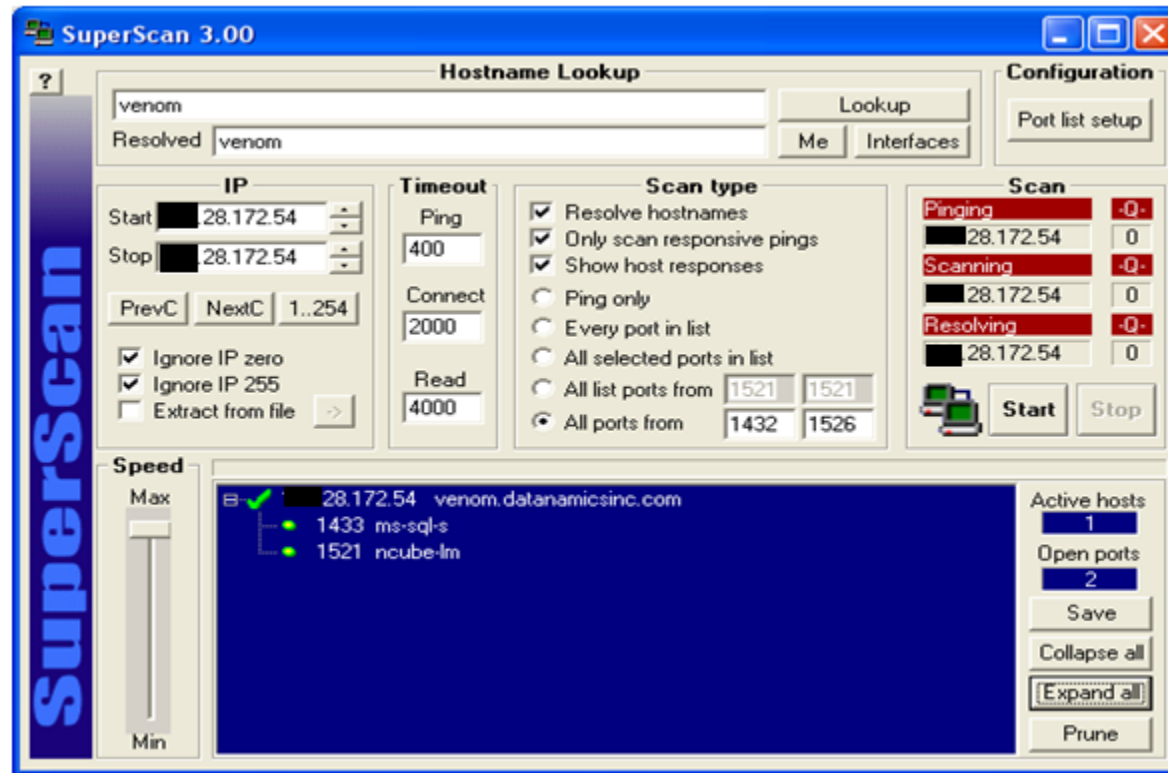 SuperScan 3.00
?
Hostname Lookup
venom
Lookup
Resolved venom
Me Interfaces
Configuration
Port list setup
IP
Start .28.172.54
Stop .28.172.54
PrevC NextC 1..254
Ignore IP zero
Ignore IP 255
Extract from file ->
Timeout
Ping
400
Connect
2000
Read
4000
Scan type
Resolve hostnames
Only scan responsive pings
Show host responses
Ping only
Every port in list
All selected ports in list
All list ports from 1521 1521
All ports from 1432 1526
Scan
Pinging -Q-
28.172.54 0
Scanning -Q-
28.172.54 0
Resolving -Q-
.28.172.54 0
Start Stop
SuperScan
Speed
Max
Min
28.172.54 venom.datanamicsinc.com
1433 ms-sql-s
1521 ncube-lm
Active hosts
1
Open ports
2
Save
Collapse all
Expand all
Prune